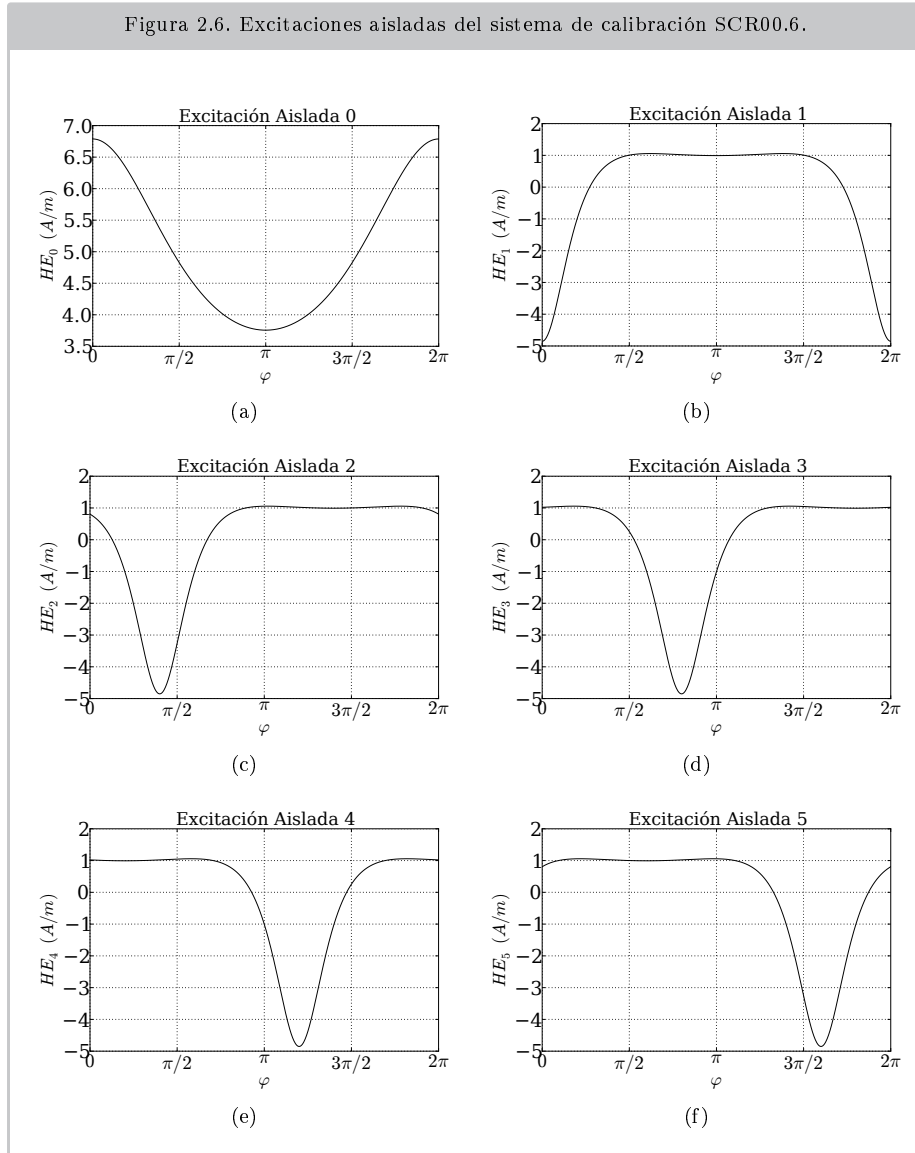 Figura 2.6. Excitaciones aisladas del sistema de calibración SCR00.6.
Excitación Aislada 0
7.0
6.5
6.0
5.5
5.0
4.5
4.0
3.5
HE₀ (A/m)
0 π/2 π 3π/2 2π
φ
(a)
Excitación Aislada 1
2
1
0
−1
−2
−3
−4
−5
HE₁ (A/m)
0 π/2 π 3π/2 2π
φ
(b)
Excitación Aislada 2
2
1
0
−1
−2
−3
−4
−5
HE₂ (A/m)
0 π/2 π 3π/2 2π
φ
(c)
Excitación Aislada 3
2
1
0
−1
−2
−3
−4
−5
HE₃ (A/m)
0 π/2 π 3π/2 2π
φ
(d)
Excitación Aislada 4
2
1
0
−1
−2
−3
−4
−5
HE₄ (A/m)
0 π/2 π 3π/2 2π
φ
(e)
Excitación Aislada 5
2
1
0
−1
−2
−3
−4
−5
HE₅ (A/m)
0 π/2 π 3π/2 2π
φ
(f)